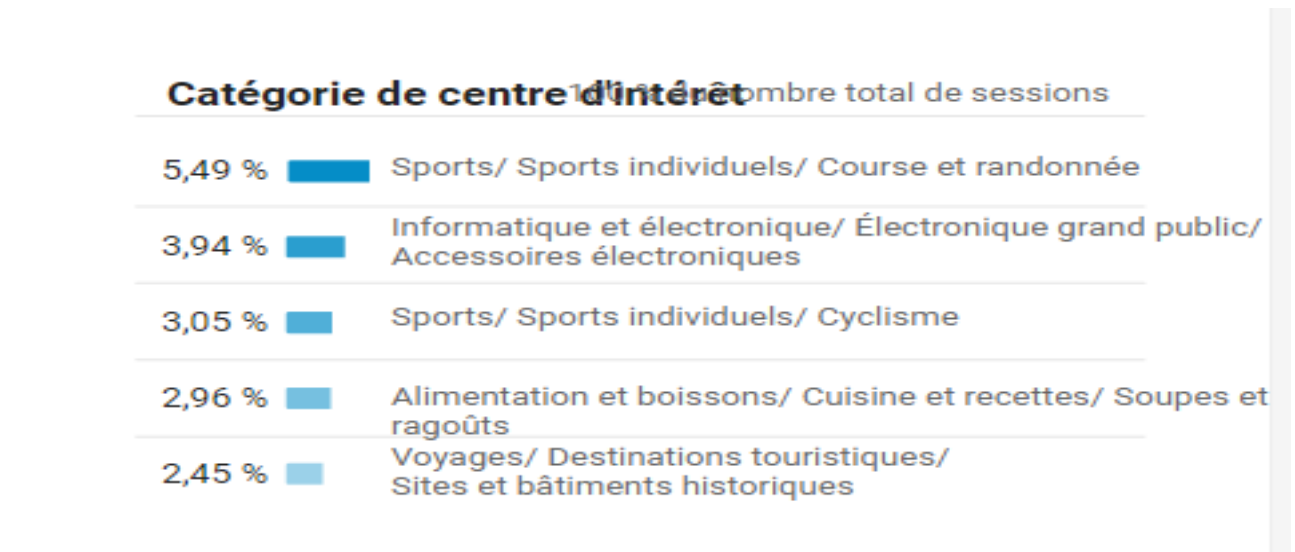 Catégorie de centre d'intérêt
nombre total de sessions
5,49 % Sports/ Sports individuels/ Course et randonnée
3,94 % Informatique et électronique/ Électronique grand public/
Accessoires électroniques
3,05 % Sports/ Sports individuels/ Cyclisme
2,96 % Alimentation et boissons/ Cuisine et recettes/ Soupes et
ragoûts
2,45 % Voyages/ Destinations touristiques/
Sites et bâtiments historiques